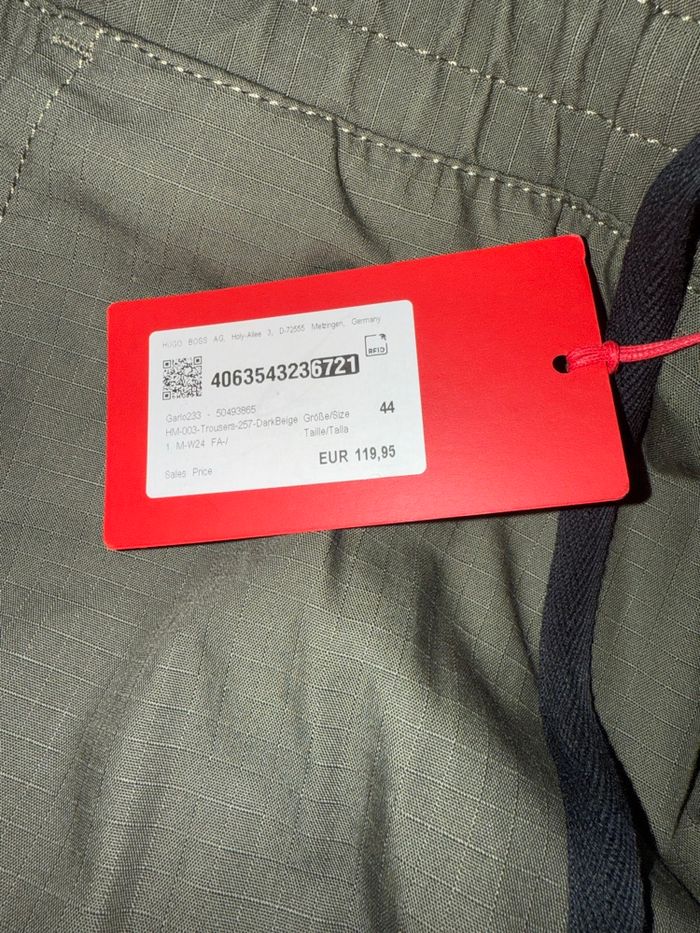 HUGO BOSS AG, Holy-Allee 3, D-72555 Metzingen, Germany
RFID
4063543236721
Garlo233 - 50493865
HM-003-Trousers-257-DarkBeige Größe/Size 44
1 M-W24 FA-/ Taille/Talla
EUR 119,95
Sales Price